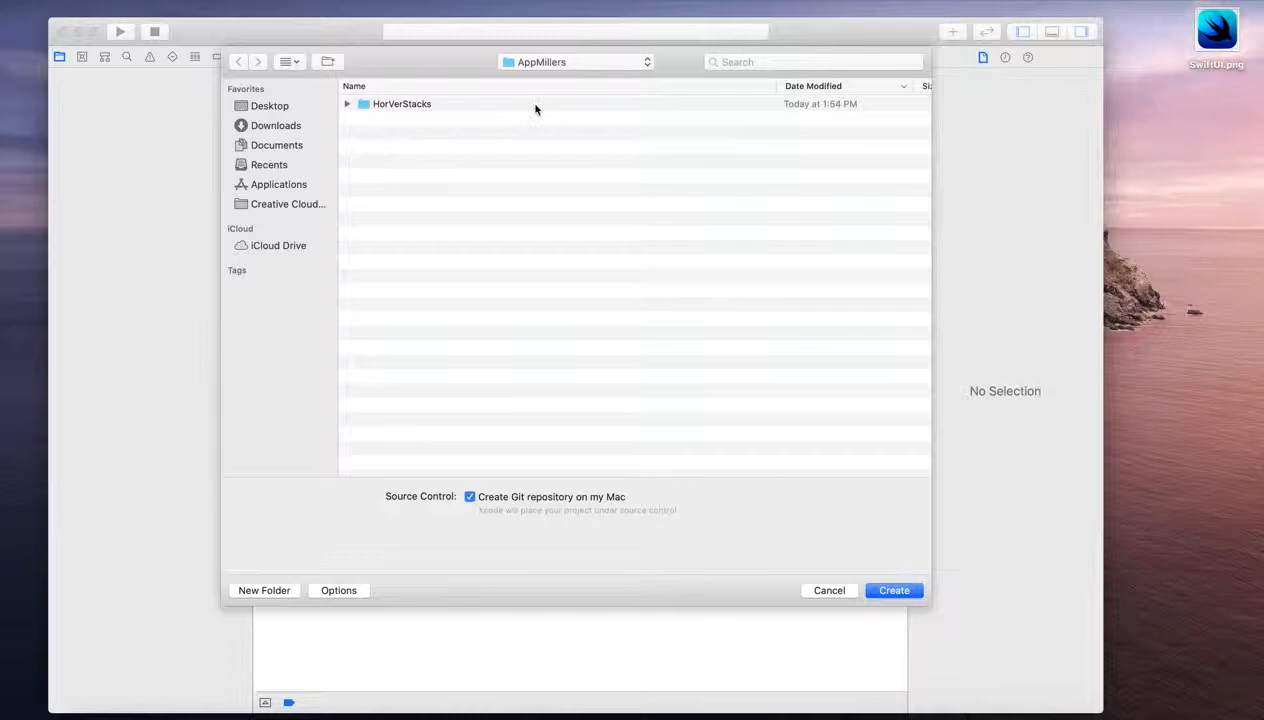 AppMillers
Search
SwiftUI.png
Favorites
Name
Date Modified
Siz
Desktop
HorVerStacks
Today at 1:54 PM
Downloads
Documents
Recents
Applications
Creative Cloud...
iCloud
iCloud Drive
Tags
No Selection
Source Control:
Create Git repository on my Mac
Xcode will place your project under source control
New Folder
Options
Cancel
Create